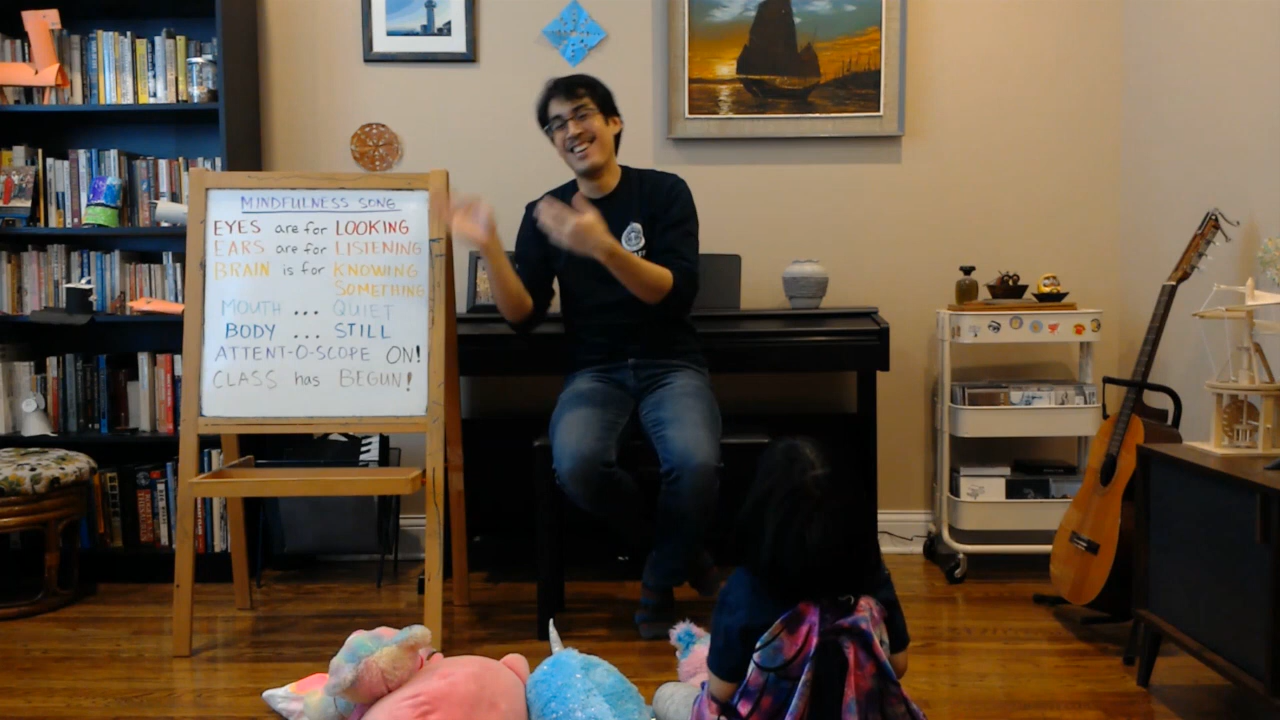 MINDFULNESS SONG
EYES are for LOOKING
EARS are for LISTENING
BRAIN is for KNOWING
SOMETHING
MOUTH ... QUIET
BODY ... STILL
ATTENT-O-SCOPE ON!
CLASS has BEGUN!